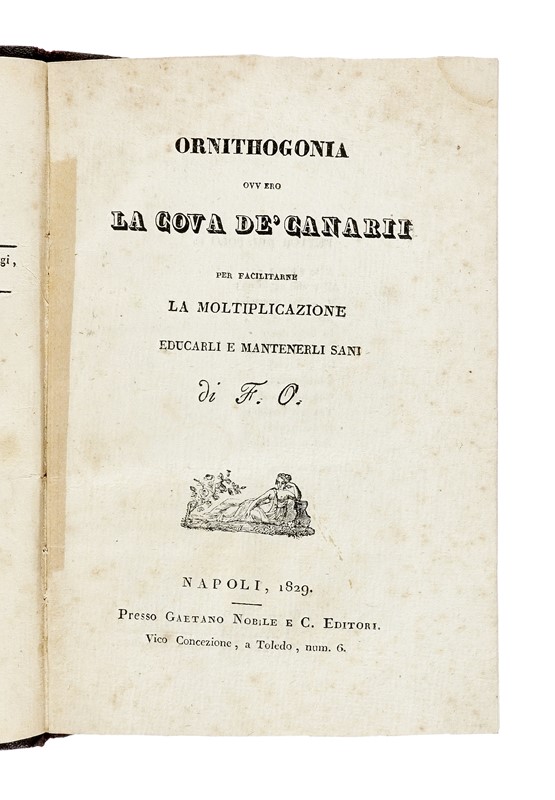 gi,
ORNITHOGONIA
OVVERO
LA COVA DE' CANARII
PER FACILITARNE
LA MOLTIPLICAZIONE
EDUCARLI E MANTENERLI SANI
di F. O.
NAPOLI, 1829.
Presso GAETANO NOBILE E C. EDITORI.
Vico Concezione, a Toledo, num. 6.